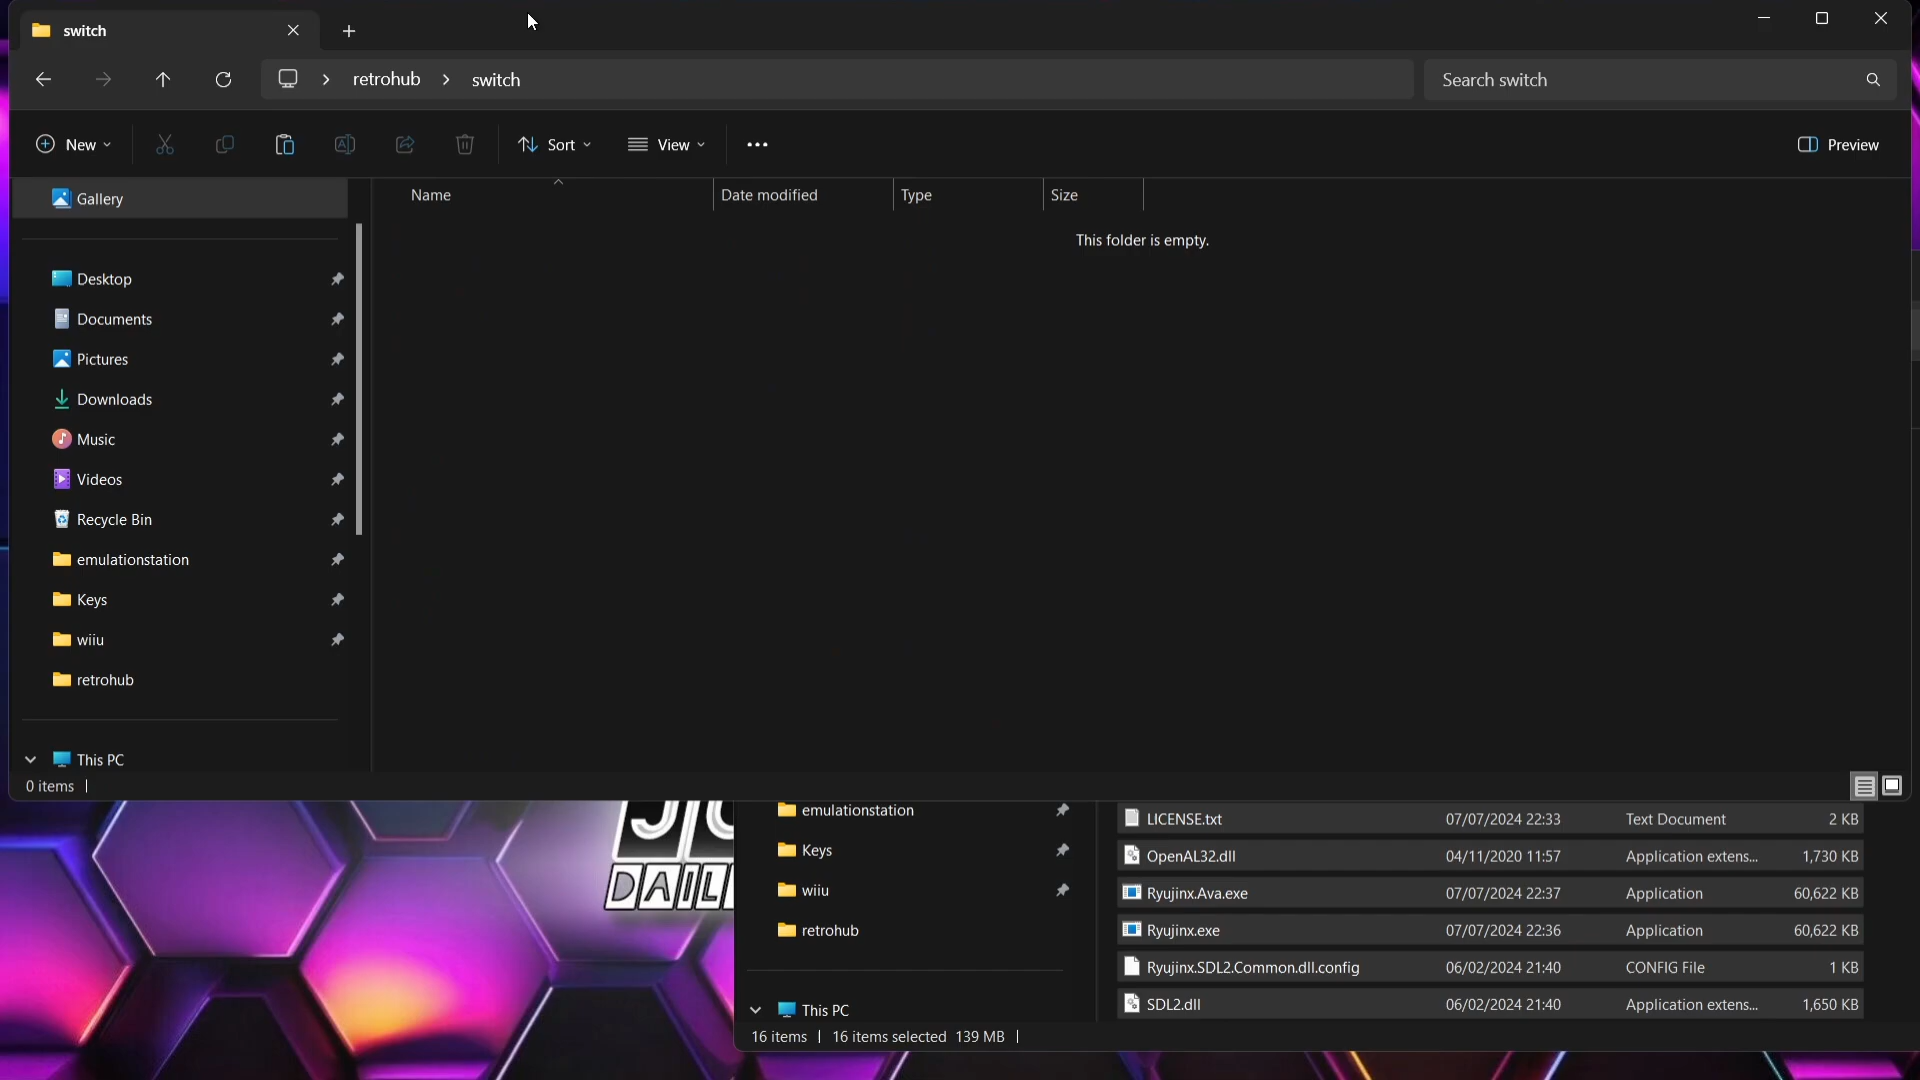 switch
retrohub > switch
Search switch
New
Sort
View
Preview
Gallery
Name
Date modified
Type
Size
This folder is empty.
Desktop
Documents
Pictures
Downloads
Music
Videos
Recycle Bin
emulationstation
Keys
wiiu
retrohub
This PC
0 items
DAIL
emulationstation
Keys
wiiu
retrohub
This PC
LICENSE.txt 07/07/2024 22:33 Text Document 2 KB
OpenAL32.dll 04/11/2020 11:57 Application extens... 1,730 KB
Ryujinx.Ava.exe 07/07/2024 22:37 Application 60,622 KB
Ryujinx.exe 07/07/2024 22:36 Application 60,622 KB
Ryujinx.SDL2.Common.dll.config 06/02/2024 21:40 CONFIG File 1 KB
SDL2.dll 06/02/2024 21:40 Application extens... 1,650 KB
16 items 16 items selected 139 MB